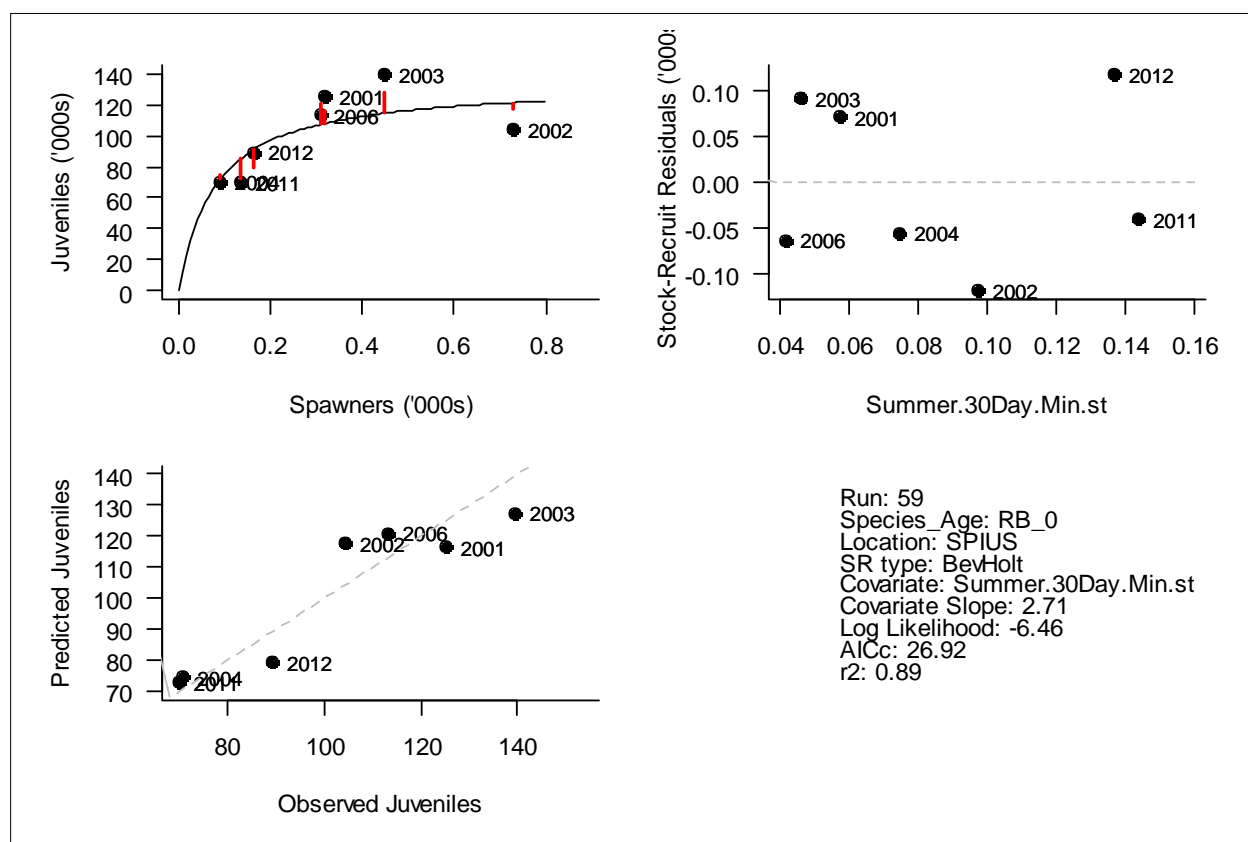 140
120
100
80
60
40
20
0
Juveniles ('000s)
2003
2001
2006
2002
2012
2004
2011
0.0 0.2 0.4 0.6 0.8
Spawners ('000s)
0.10
0.05
0.00
-0.05
-0.10
Stock-Recruit Residuals ('000s
2012
2003
2001
2006
2004
2011
2002
0.04 0.06 0.08 0.10 0.12 0.14 0.16
Summer.30Day.Min.st
140
130
120
110
100
90
80
70
Predicted Juveniles
2003
2006
2002
2001
2012
2004
2011
80 100 120 140
Observed Juveniles
Run: 59
Species_Age: RB_0
Location: SPIUS
SR type: BevHolt
Covariate: Summer.30Day.Min.st
Covariate Slope: 2.71
Log Likelihood: -6.46
AICc: 26.92
r2: 0.89